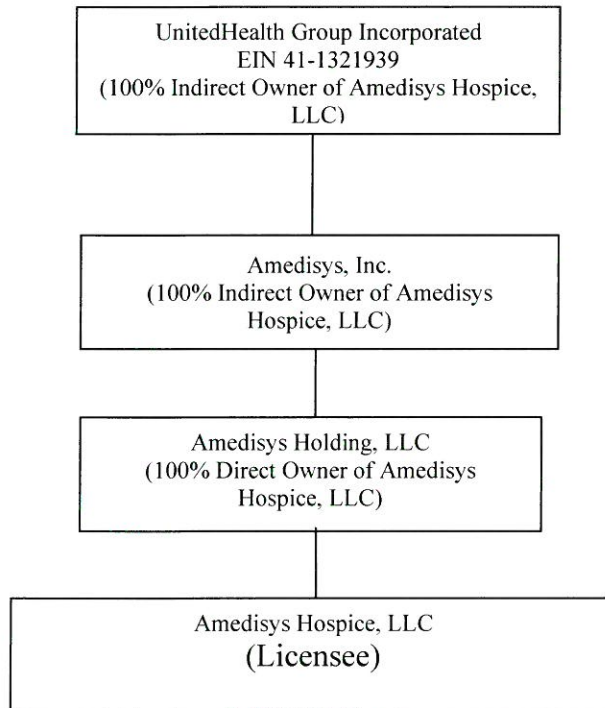 UnitedHealth Group Incorporated
EIN 41-1321939
(100% Indirect Owner of Amedisys Hospice,
LLC)
Amedisys, Inc.
(100% Indirect Owner of Amedisys
Hospice, LLC)
Amedisys Holding, LLC
(100% Direct Owner of Amedisys
Hospice, LLC)
Amedisys Hospice, LLC
(Licensee)